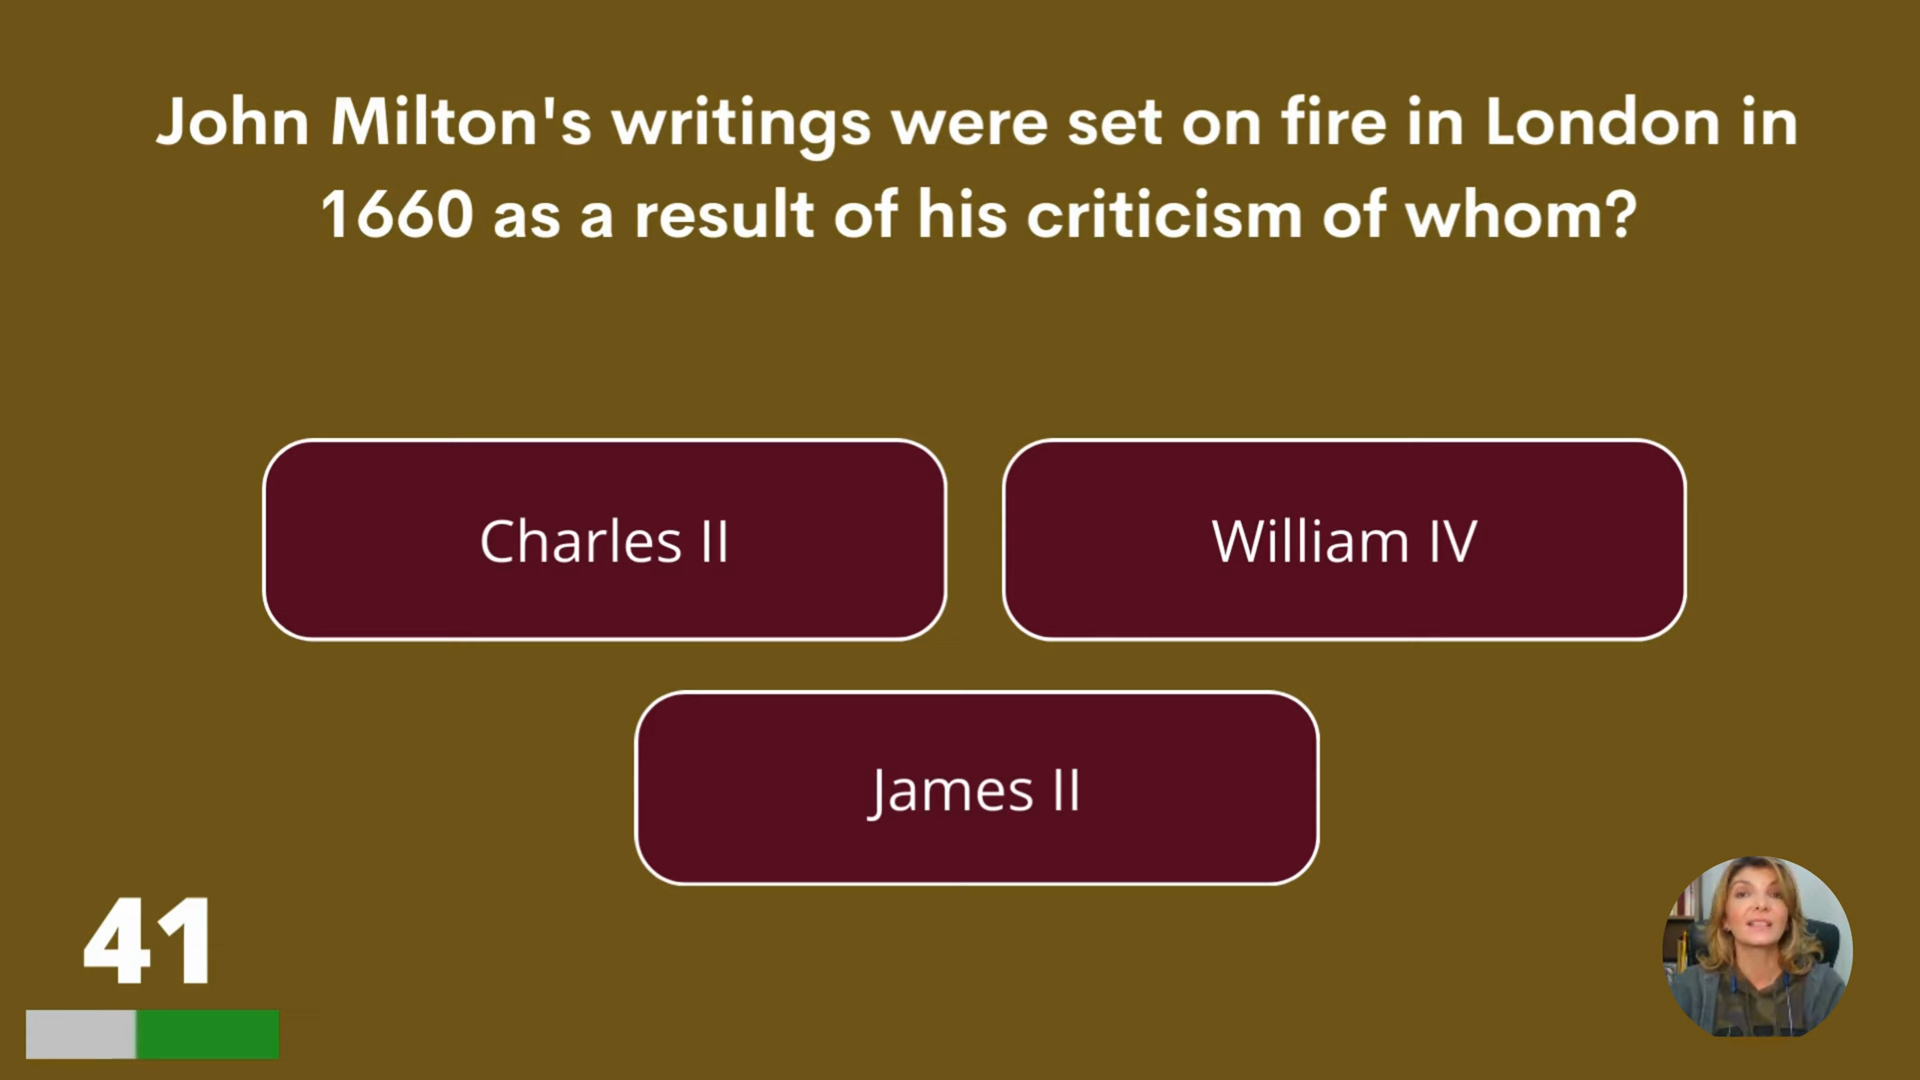 John Milton's writings were set on fire in London in
1660 as a result of his criticism of whom?
Charles II
William IV
James II
41